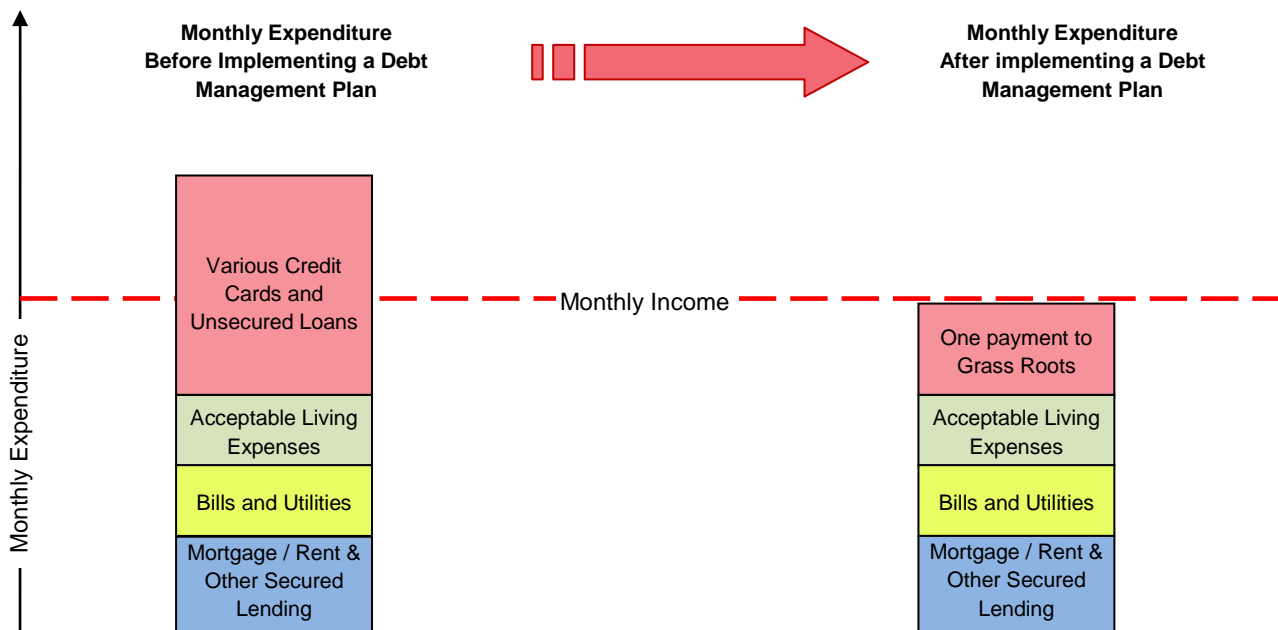 Monthly Expenditure
Before Implementing a Debt
Management Plan
Monthly Expenditure
After implementing a Debt
Management Plan
Monthly Expenditure
Various Credit
Cards and
Unsecured Loans
Acceptable Living
Expenses
Bills and Utilities
Mortgage / Rent &
Other Secured
Lending
Monthly Income
One payment to
Grass Roots
Acceptable Living
Expenses
Bills and Utilities
Mortgage / Rent &
Other Secured
Lending